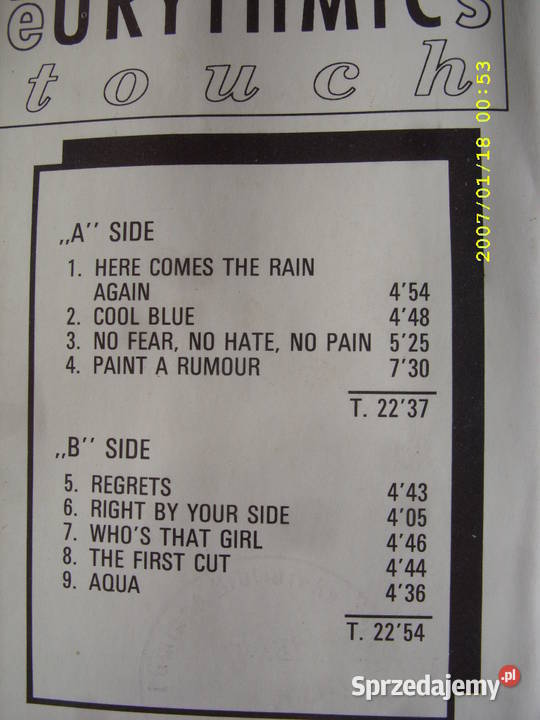 eURYTHMICs
touch
2007/01/18 00:53
„A” SIDE
1. HERE COMES THE RAIN
AGAIN 4'54
2. COOL BLUE 4'48
3. NO FEAR, NO HATE, NO PAIN 5'25
4. PAINT A RUMOUR 7'30
T. 22'37
„B” SIDE
5. REGRETS 4'43
6. RIGHT BY YOUR SIDE 4'05
7. WHO'S THAT GIRL 4'46
8. THE FIRST CUT 4'44
9. AQUA 4'36
T. 22'54
Sprzedajemy.pl